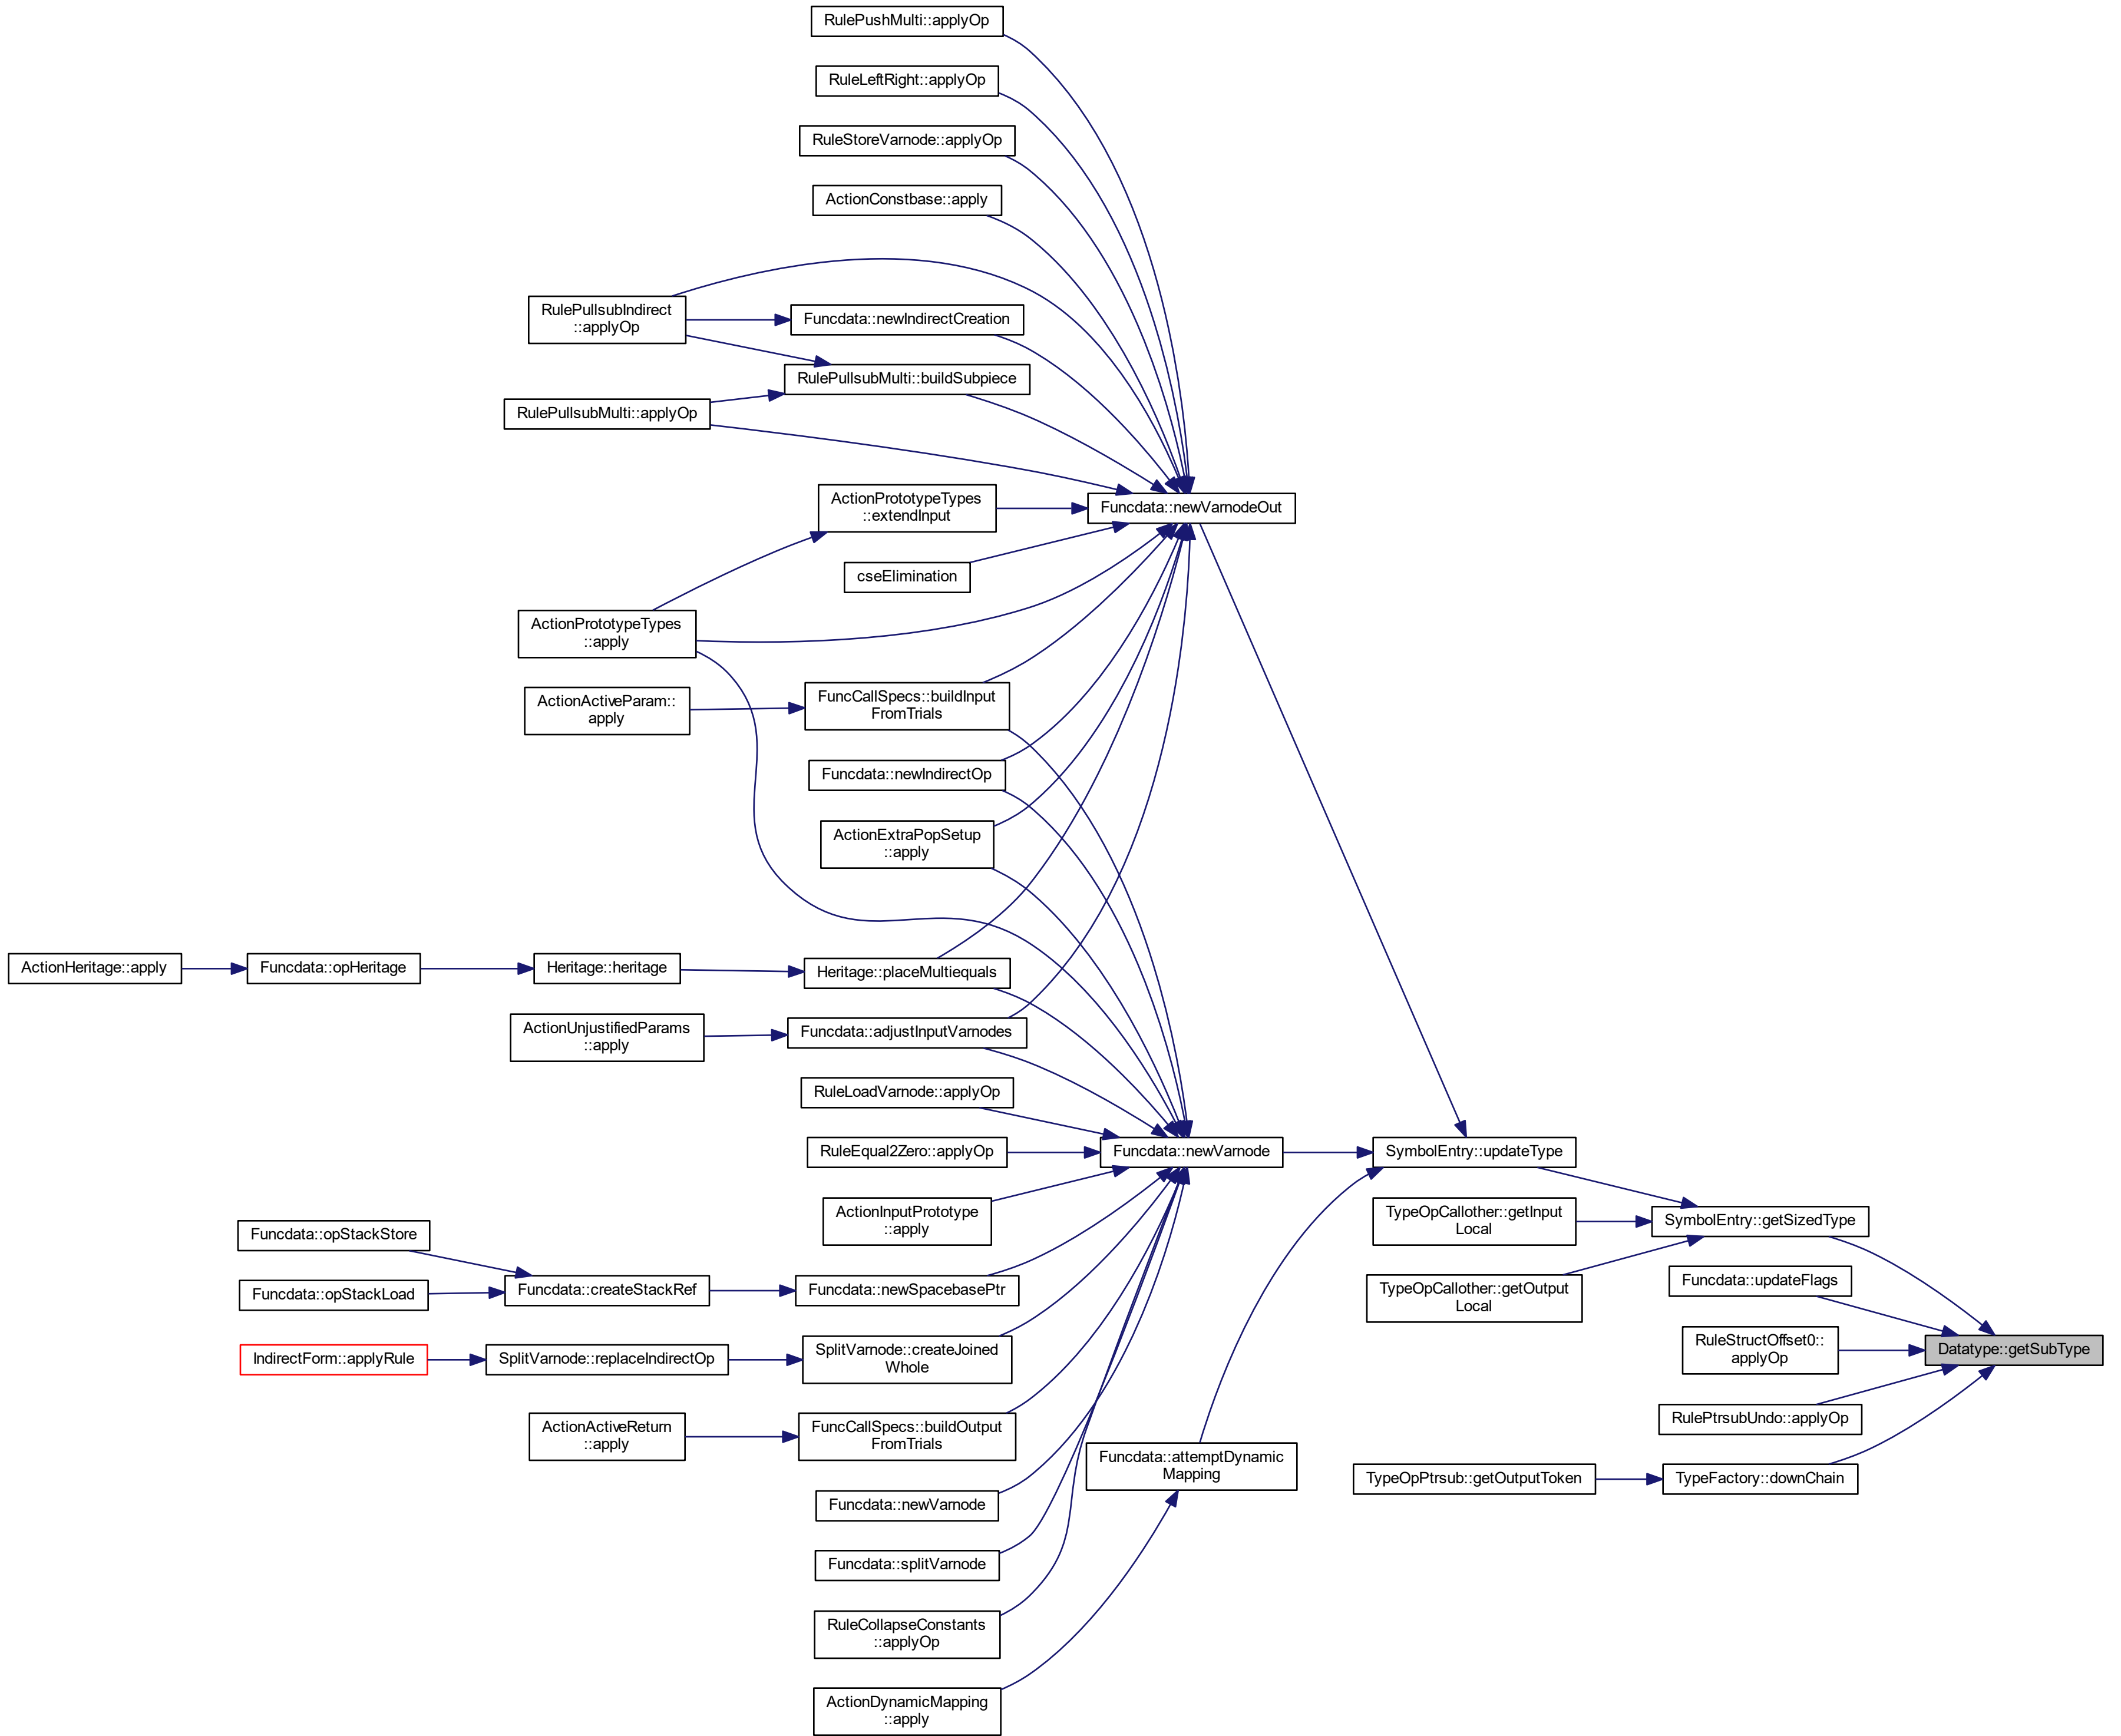 RulePushMulti::applyOp
RuleLeftRight::applyOp
RuleStoreVarnode::applyOp
ActionConstbase::apply
RulePullsubIndirect
::applyOp
Funcdata::newIndirectCreation
RulePullsubMulti::buildSubpiece
RulePullsubMulti::applyOp
ActionPrototypeTypes
::extendInput
Funcdata::newVarnodeOut
cseElimination
ActionPrototypeTypes
::apply
ActionActiveParam::
apply
FuncCallSpecs::buildInput
FromTrials
Funcdata::newIndirectOp
ActionExtraPopSetup
::apply
ActionHeritage::apply
Funcdata::opHeritage
Heritage::heritage
Heritage::placeMultiequals
ActionUnjustifiedParams
::apply
Funcdata::adjustInputVarnodes
RuleLoadVarnode::applyOp
RuleEqual2Zero::applyOp
Funcdata::newVarnode
SymbolEntry::updateType
ActionInputPrototype
::apply
TypeOpCallother::getInput
Local
SymbolEntry::getSizedType
Funcdata::opStackStore
Funcdata::opStackLoad
Funcdata::createStackRef
Funcdata::newSpacebasePtr
TypeOpCallother::getOutput
Local
Funcdata::updateFlags
IndirectForm::applyRule
SplitVarnode::replaceIndirectOp
SplitVarnode::createJoined
Whole
RuleStructOffset0::
applyOp
Datatype::getSubType
ActionActiveReturn
::apply
FuncCallSpecs::buildOutput
FromTrials
RulePtrsubUndo::applyOp
Funcdata::attemptDynamic
Mapping
TypeOpPtrsub::getOutputToken
TypeFactory::downChain
Funcdata::newVarnode
Funcdata::splitVarnode
RuleCollapseConstants
::applyOp
ActionDynamicMapping
::apply